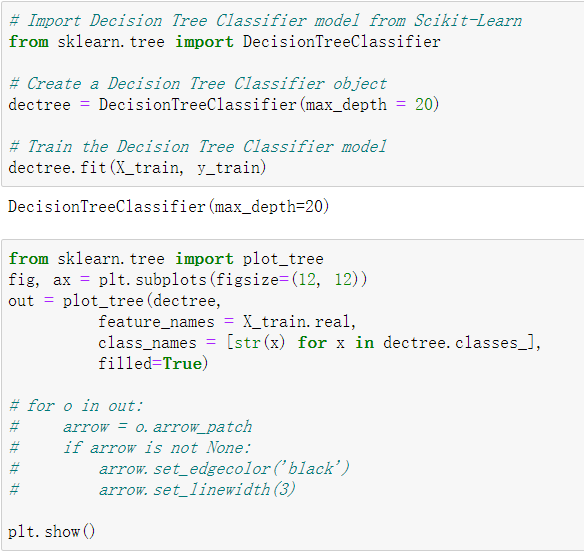 # Import Decision Tree Classifier model from Scikit-Learn
from sklearn.tree import DecisionTreeClassifier
# Create a Decision Tree Classifier object
dectree = DecisionTreeClassifier(max_depth = 20)
# Train the Decision Tree Classifier model
dectree.fit(X_train, y_train)
DecisionTreeClassifier(max_depth=20)
from sklearn.tree import plot_tree
fig, ax = plt.subplots(figsize=(12, 12))
out = plot_tree(dectree,
feature_names = X_train.real,
class_names = [str(x) for x in dectree.classes_],
filled=True)
# for o in out:
#     arrow = o.arrow_patch
#     if arrow is not None:
#         arrow.set_edgecolor('black')
#         arrow.set_linewidth(3)
plt.show()